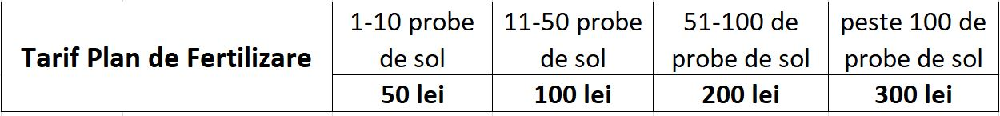 Tarif Plan de Fertilizare
1-10 probe
de sol
11-50 probe
de sol
51-100 de
probe de sol
peste 100 de
probe de sol
50 lei
100 lei
200 lei
300 lei